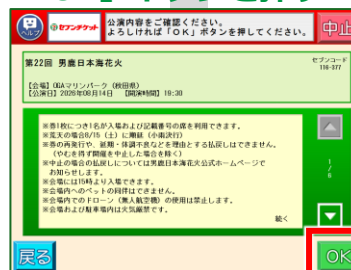 ヘルプ
セブンチケット
公演内容をご確認ください。
よろしければ「OK」ボタンを押してください。
中止
第22回 男鹿日本海花火
セブンコード
110-377
【会場】OGAマリンパーク（秋田県）
【公演日】2026年08月14日 【開演時間】19:30
※券1枚につき1名が入場および記載番号の席を利用できます。
※荒天の場合8/15（土）に順延（小雨決行）
※券の再発行や、延期・体調不良などを理由とする払戻しはできません。
（やむを得ず開催を中止した場合を除く）
※中止の場合の払戻しについては男鹿日本海花火公式ホームページで
お知らせします。
※会場には15時より入場できます。
※会場内へのペットの同伴はできません。
※会場内でのドローン（無人航空機）の使用は禁止します。
※会場および駐車場内は火気厳禁です。
続く
1
/
6
戻る
OK